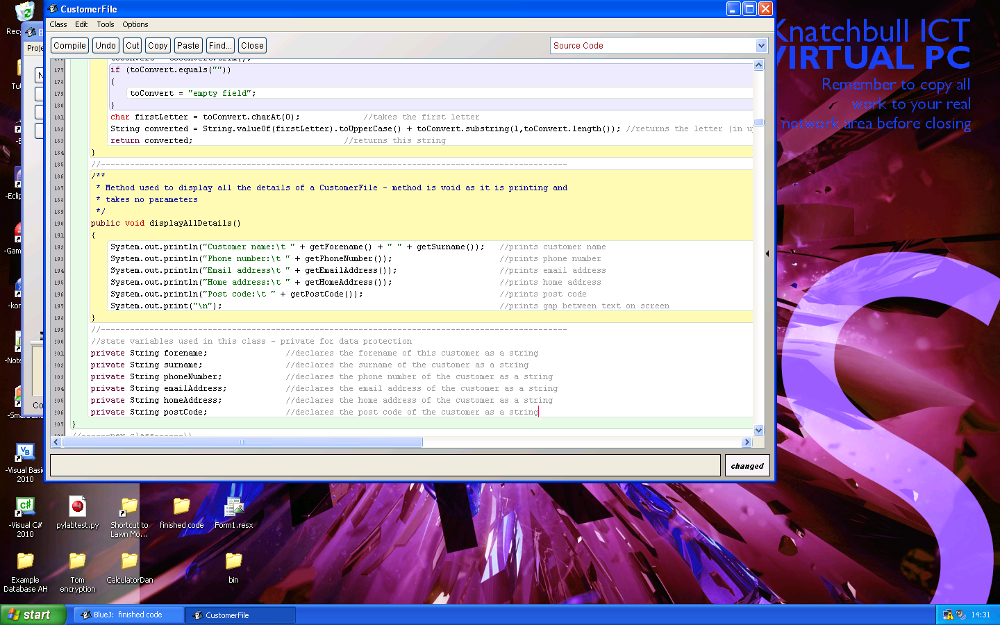 CustomerFile
Class Edit Tools Options
Compile Undo Cut Copy Paste Find... Close
Source Code
177 if (toConvert.equals(""))
178 {
179 toConvert = "empty field";
180 }
181 char firstLetter = toConvert.charAt(0); //takes the first letter
182 String converted = String.valueOf(firstLetter).toUpperCase() + toConvert.substring(1,toConvert.length()); //returns the letter (in u
183 return converted; //returns this string
184 }
185 //------------------------------------------------------------------------------------------------
186 /**
187 * Method used to display all the details of a CustomerFile - method is void as it is printing and
188 * takes no parameters
189 */
190 public void displayAllDetails()
191 {
192 System.out.println("Customer name:\t " + getForename() + " " + getSurname()); //prints customer name
193 System.out.println("Phone number:\t " + getPhoneNumber()); //prints phone number
194 System.out.println("Email address\t " + getEmailAddress()); //prints email address
195 System.out.println("Home address:\t " + getHomeAddress()); //prints home address
196 System.out.println("Post code:\t " + getPostCode()); //prints post code
197 System.out.print("\n"); //prints gap between text on screen
198 }
199 //------------------------------------------------------------------------------------------------
200 //state variables used in this class - private for data protection
201 private String forename; //declares the forename of this customer as a string
202 private String surname; //declares the surname of the customer as a string
203 private String phoneNumber; //declares the phone number of the customer as a string
204 private String emailAddress; //declares the email address of the customer as a string
205 private String homeAddress; //declares the home address of the customer as a string
206 private String postCode; //declares the post code of the customer as a string
207 }
//------new class------\\
changed
Knatchbull ICT
VIRTUAL PC
Remember to copy all
work to your real
network area before closing
-Visual Basic
2010
-Visual C#
2010
pylabtest.py
Shortcut to
Lawn Mo...
finished code
Form1.resx
Example
Database AH
Tom
encryption
CalculatorDan
bin
start
BlueJ: finished code
CustomerFile
14:31